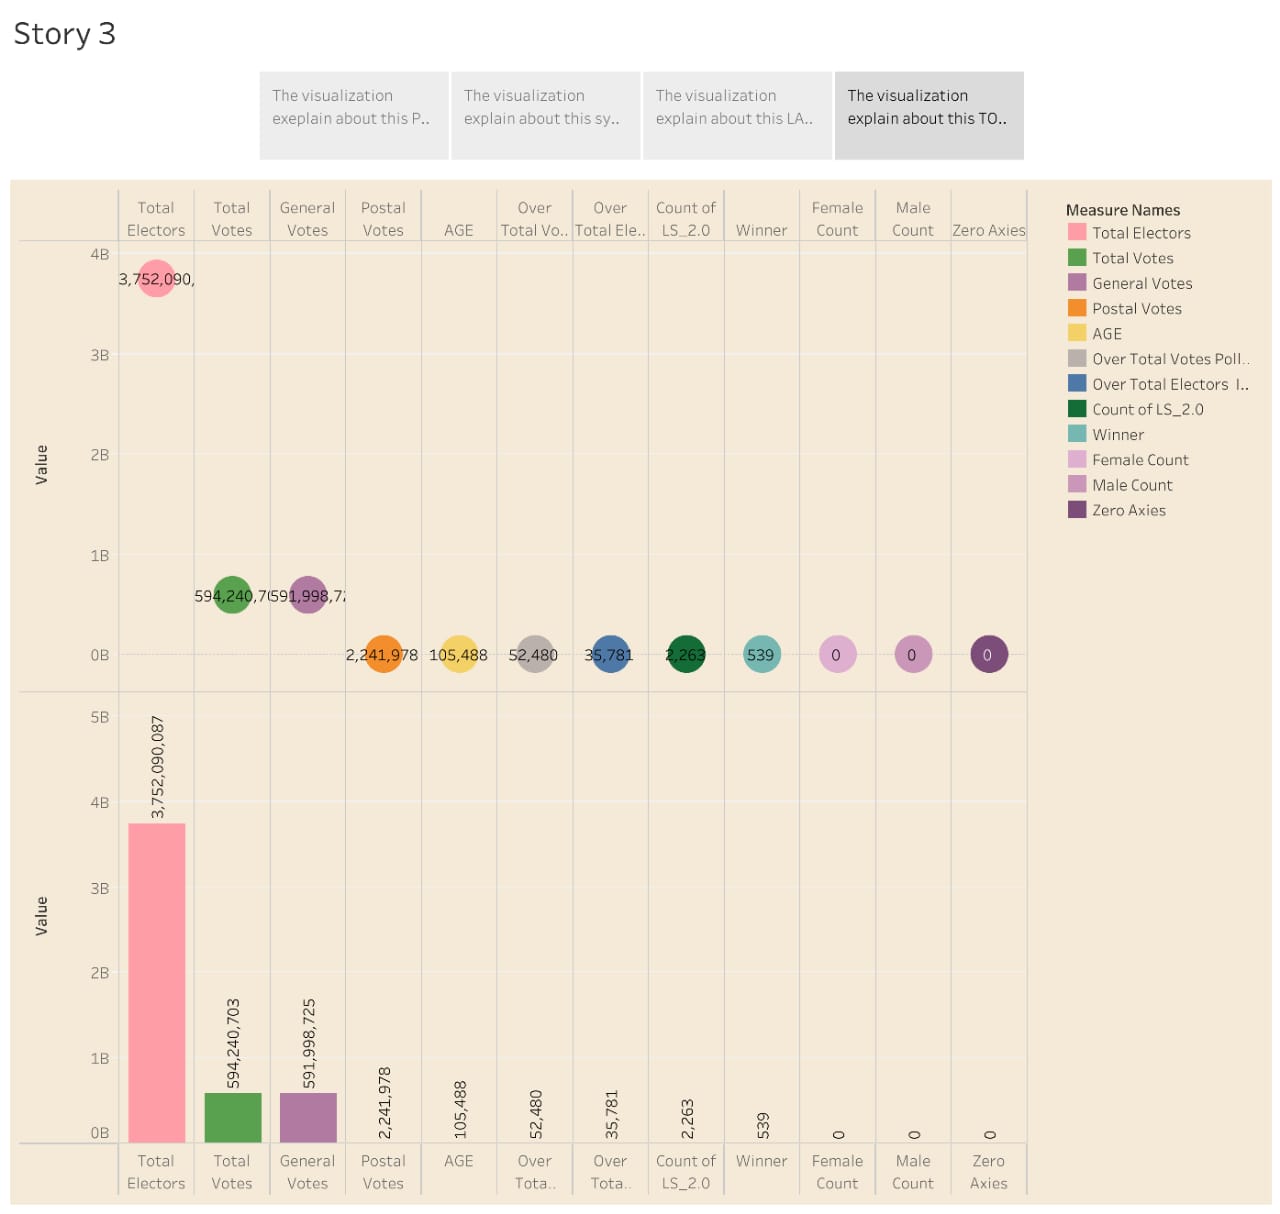 Story 3
The visualization
exeplain about this P..
The visualization
explain about this sy..
The visualization
explain about this LA..
The visualization
explain about this TO..
Total
Electors
Total
Votes
General
Votes
Postal
Votes
AGE
Over
Total Vo..
Over
Total Ele..
Count of
LS_2.0
Winner
Female
Count
Male
Count
Zero Axies
Measure Names
Total Electors
Total Votes
General Votes
Postal Votes
AGE
Over Total Votes Poll..
Over Total Electors I..
Count of LS_2.0
Winner
Female Count
Male Count
Zero Axies
Value
4B
3B
2B
1B
0B
3,752,090,
594,240,7
591,998,7
2,241,978
105,488
52,480
35,781
2,263
539
0
0
0
Value
5B
4B
3B
2B
1B
0B
3,752,090,087
594,240,703
591,998,725
2,241,978
105,488
52,480
35,781
2,263
539
0
0
0
Total
Electors
Total
Votes
General
Votes
Postal
Votes
AGE
Over
Tota..
Over
Tota..
Count of
LS_2.0
Winner
Female
Count
Male
Count
Zero
Axies